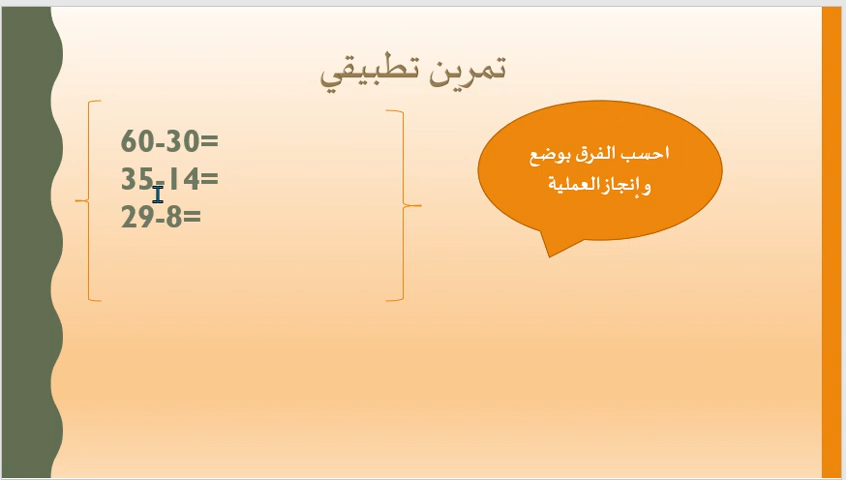 تمرين تطبيقي
احسب الفرق بوضع
وإنجاز العملية
60-30=
35-14=
29-8=